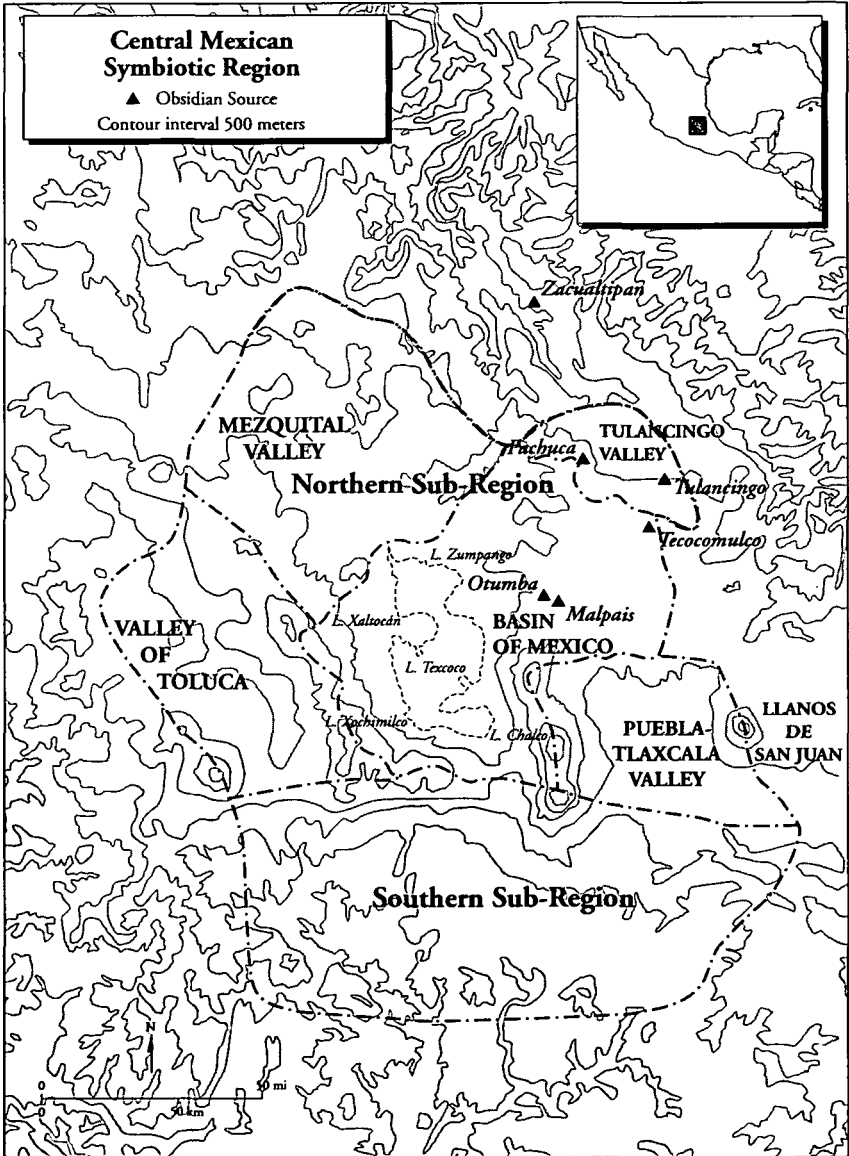 Central Mexican
Symbiotic Region
▲ Obsidian Source
Contour interval 500 meters
Zacualtipan
MEZQUITAL
VALLEY
TULANCINGO
VALLEY
Pachuca
Northern Sub-Region
Tulancingo
Tecocomulco
L. Zumpango
Otumba
Malpais
L. Xaltocán
BASIN
OF MEXICO
VALLEY
OF
TOLUCA
L. Texcoco
L. Xochimilco
L. Chalco
PUEBLA-
TLAXCALA
VALLEY
LLANOS
DE
SAN JUAN
Southern Sub-Region
N
0
50 mi
0
50 km